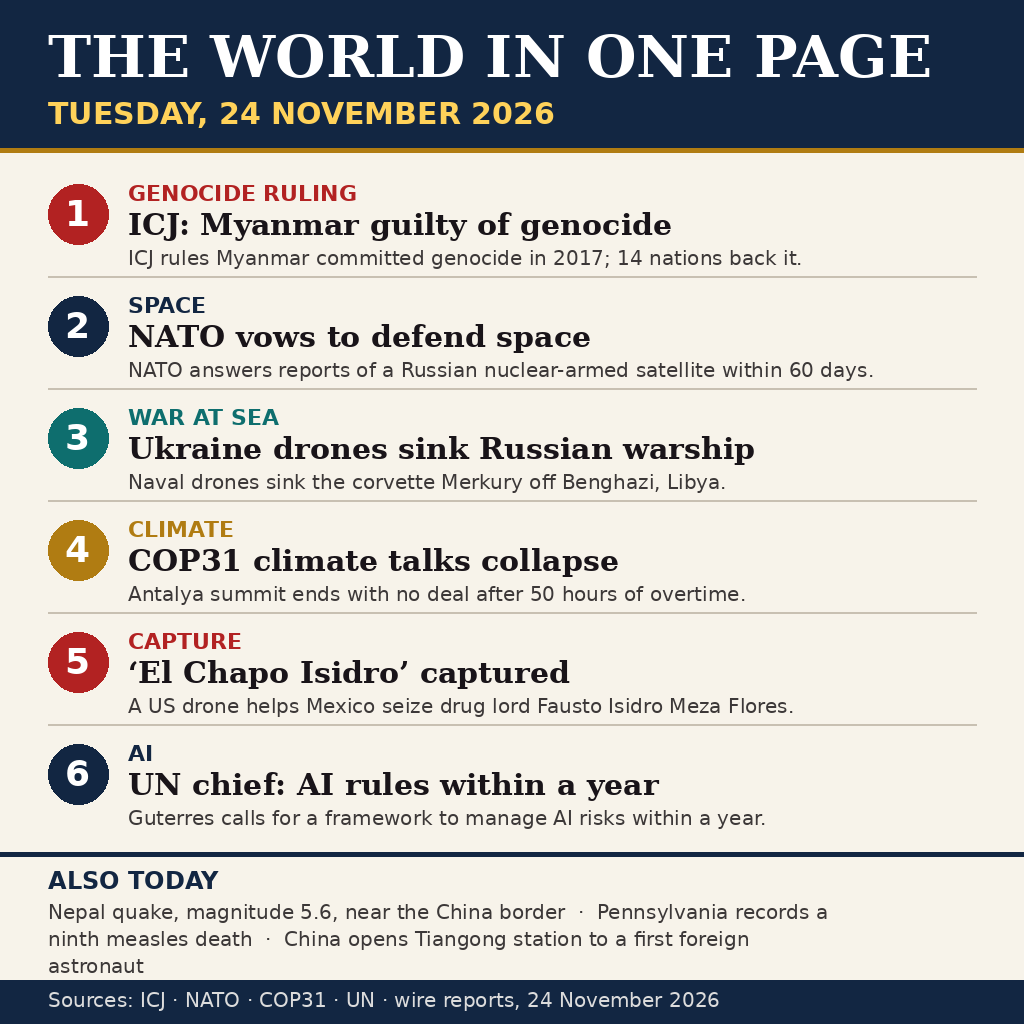 THE WORLD IN ONE PAGE
TUESDAY, 24 NOVEMBER 2026
1
GENOCIDE RULING
ICJ: Myanmar guilty of genocide
ICJ rules Myanmar committed genocide in 2017; 14 nations back it.
2
SPACE
NATO vows to defend space
NATO answers reports of a Russian nuclear-armed satellite within 60 days.
3
WAR AT SEA
Ukraine drones sink Russian warship
Naval drones sink the corvette Merkury off Benghazi, Libya.
4
CLIMATE
COP31 climate talks collapse
Antalya summit ends with no deal after 50 hours of overtime.
5
CAPTURE
‘El Chapo Isidro’ captured
A US drone helps Mexico seize drug lord Fausto Isidro Meza Flores.
6
AI
UN chief: AI rules within a year
Guterres calls for a framework to manage AI risks within a year.
ALSO TODAY
Nepal quake, magnitude 5.6, near the China border · Pennsylvania records a
ninth measles death · China opens Tiangong station to a first foreign
astronaut
Sources: ICJ · NATO · COP31 · UN · wire reports, 24 November 2026